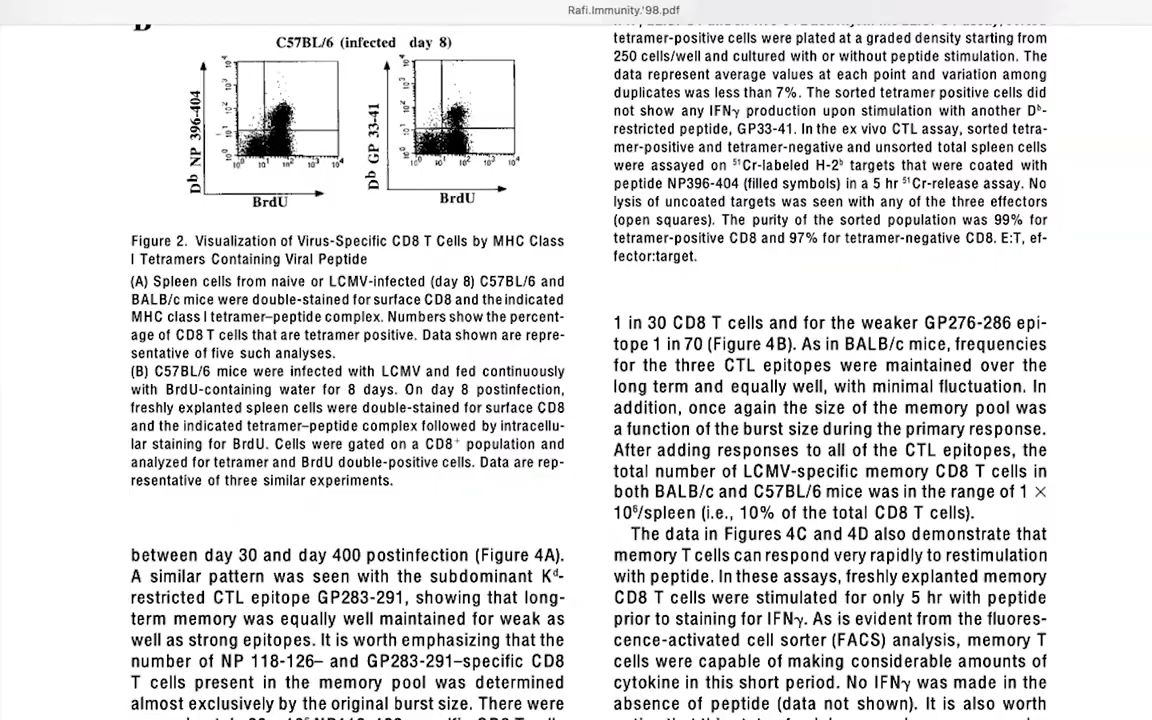 Rafi.Immunity.'98.pdf
B
C57BL/6 (infected day 8)
Db NP 396-404
10⁴
10³
10²
10¹
10⁰
10⁰ 10¹ 10² 10³ 10⁴
BrdU
Db GP 33-41
10⁴
10³
10²
10¹
10⁰
10⁰ 10¹ 10² 10³ 10⁴
BrdU
Figure 2. Visualization of Virus-Specific CD8 T Cells by MHC Class
I Tetramers Containing Viral Peptide
(A) Spleen cells from naive or LCMV-infected (day 8) C57BL/6 and
BALB/c mice were double-stained for surface CD8 and the indicated
MHC class I tetramer–peptide complex. Numbers show the percent-
age of CD8 T cells that are tetramer positive. Data shown are repre-
sentative of five such analyses.
(B) C57BL/6 mice were infected with LCMV and fed continuously
with BrdU-containing water for 8 days. On day 8 postinfection,
freshly explanted spleen cells were double-stained for surface CD8
and the indicated tetramer–peptide complex followed by intracellu-
lar staining for BrdU. Cells were gated on a CD8⁺ population and
analyzed for tetramer and BrdU double-positive cells. Data are rep-
resentative of three similar experiments.
between day 30 and day 400 postinfection (Figure 4A).
A similar pattern was seen with the subdominant Kᵈ-
restricted CTL epitope GP283-291, showing that long-
term memory was equally well maintained for weak as
well as strong epitopes. It is worth emphasizing that the
number of NP 118-126– and GP283-291–specific CD8
T cells present in the memory pool was determined
almost exclusively by the original burst size. There were
tetramer-positive cells were plated at a graded density starting from
250 cells/well and cultured with or without peptide stimulation. The
data represent average values at each point and variation among
duplicates was less than 7%. The sorted tetramer positive cells did
not show any IFNγ production upon stimulation with another Dᵇ-
restricted peptide, GP33-41. In the ex vivo CTL assay, sorted tetra-
mer-positive and tetramer-negative and unsorted total spleen cells
were assayed on ⁵¹Cr-labeled H-2ᵇ targets that were coated with
peptide NP396-404 (filled symbols) in a 5 hr ⁵¹Cr-release assay. No
lysis of uncoated targets was seen with any of the three effectors
(open squares). The purity of the sorted population was 99% for
tetramer-positive CD8 and 97% for tetramer-negative CD8. E:T, ef-
fector:target.
1 in 30 CD8 T cells and for the weaker GP276-286 epi-
tope 1 in 70 (Figure 4B). As in BALB/c mice, frequencies
for the three CTL epitopes were maintained over the
long term and equally well, with minimal fluctuation. In
addition, once again the size of the memory pool was
a function of the burst size during the primary response.
After adding responses to all of the CTL epitopes, the
total number of LCMV-specific memory CD8 T cells in
both BALB/c and C57BL/6 mice was in the range of 1 ×
10⁶/spleen (i.e., 10% of the total CD8 T cells).
The data in Figures 4C and 4D also demonstrate that
memory T cells can respond very rapidly to restimulation
with peptide. In these assays, freshly explanted memory
CD8 T cells were stimulated for only 5 hr with peptide
prior to staining for IFNγ. As is evident from the fluores-
cence-activated cell sorter (FACS) analysis, memory T
cells were capable of making considerable amounts of
cytokine in this short period. No IFNγ was made in the
absence of peptide (data not shown). It is also worth